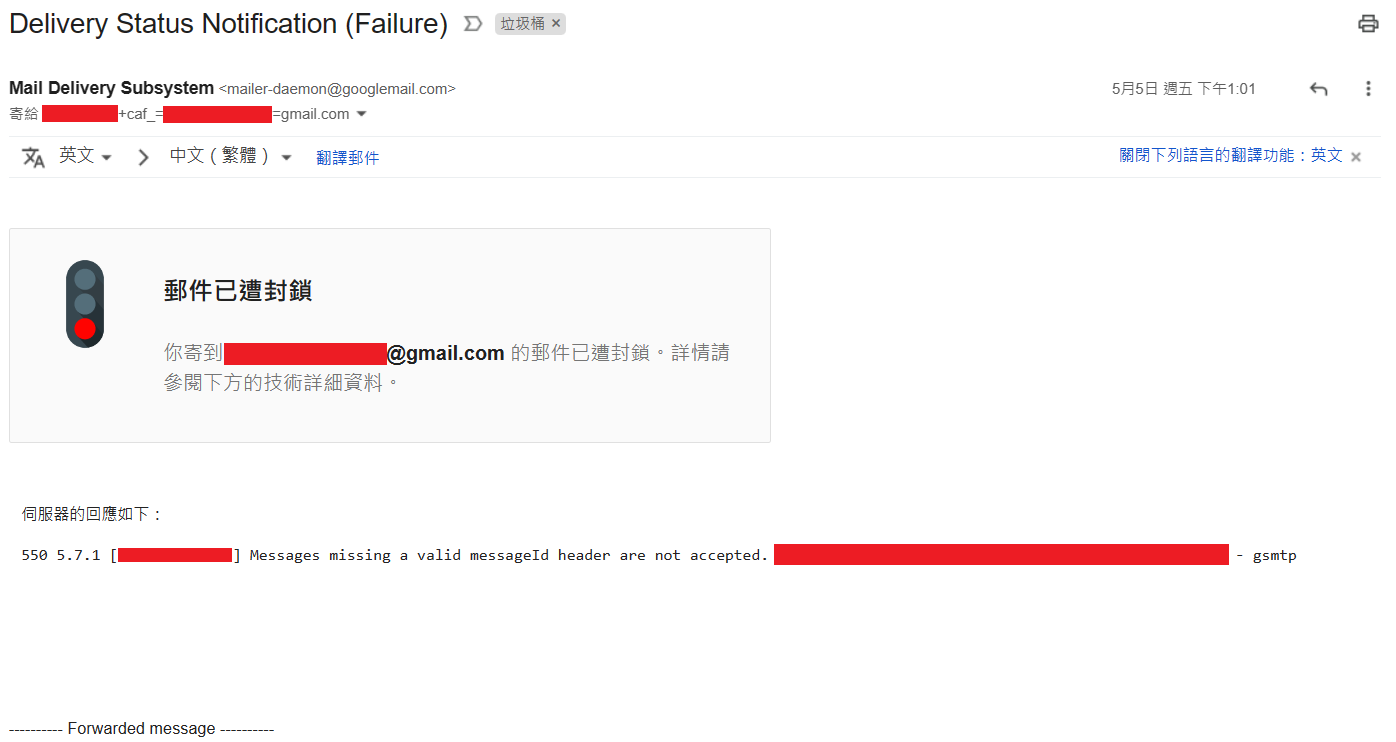 Delivery Status Notification (Failure) 垃圾桶 ×
Mail Delivery Subsystem <mailer-daemon@googlemail.com> 5月5日 週五 下午1:01
寄給 +caf_= =gmail.com
英文 中文（繁體） 翻譯郵件 關閉下列語言的翻譯功能：英文 ×
郵件已遭封鎖
你寄到 @gmail.com 的郵件已遭封鎖。詳情請
參閱下方的技術詳細資料。
伺服器的回應如下：
550 5.7.1 [ ] Messages missing a valid messageId header are not accepted. - gsmtp
---------- Forwarded message ----------